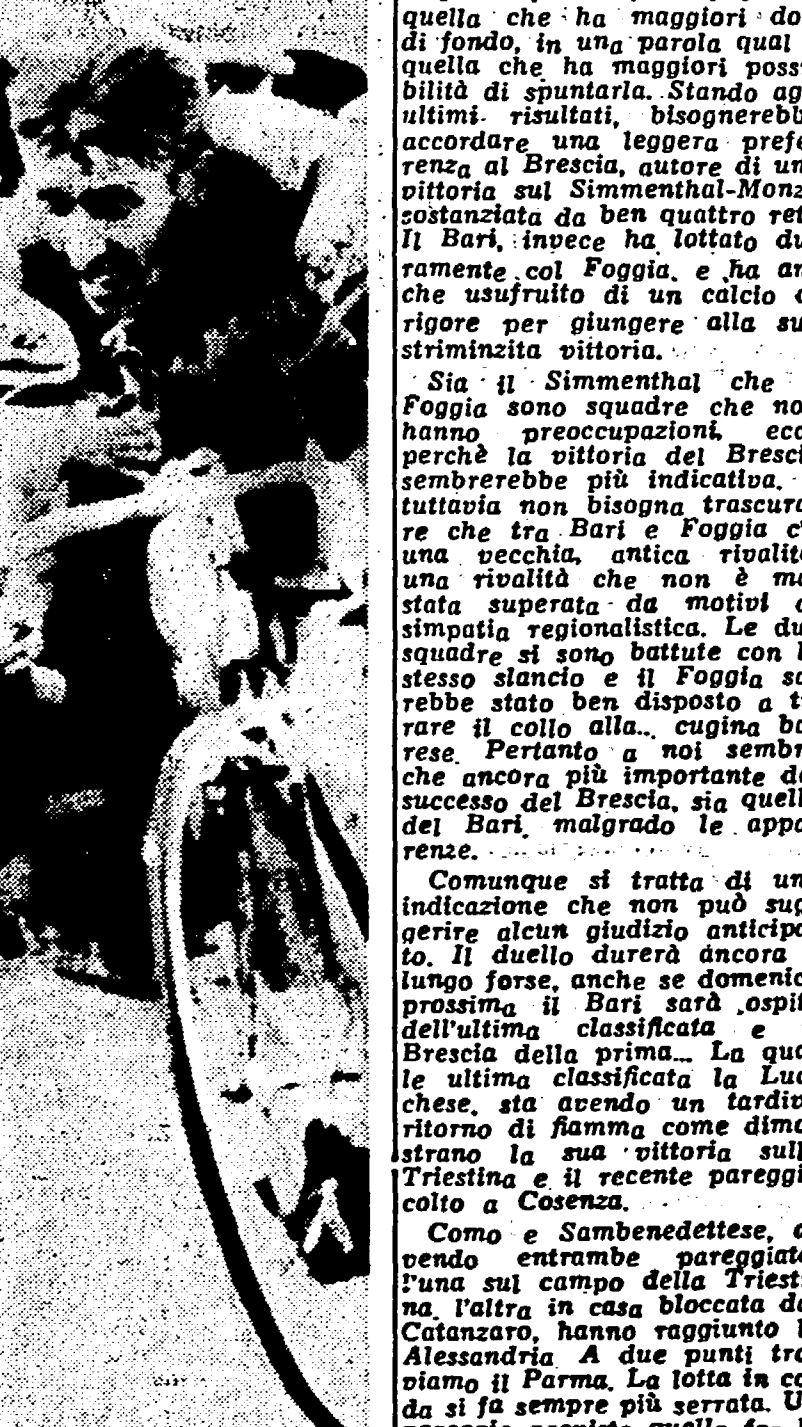 quella che ha maggiori do
di fondo, in una parola qual
quella che ha maggiori poss
bilità di spuntarla. Stando ag
ultimi risultati, bisognerebb
accordare una leggera prefe
renza al Brescia, autore di un
vittoria sul Simmenthal-Monz
sostanziata da ben quattro ret
Il Bari, invece ha lottato du
ramente col Foggia. e ha an
che usufruito di un calcio d
rigore per giungere alla su
striminzita vittoria.
Sia il Simmenthal che
Foggia sono squadre che no
hanno preoccupazioni, ecc
perchè la vittoria del Bresci
sembrerebbe più indicativa.
tuttavia non bisogna trascura
re che tra Bari e Foggia c'
una vecchia, antica rivalit
una rivalità che non è ma
stata superata da motivi d
simpatia regionalistica. Le du
squadre si sono battute con l
stesso slancio e il Foggia sa
rebbe stato ben disposto a ti
rare il collo alla... cugina ba
rese. Pertanto a noi sembr
che ancora più importante de
successo del Brescia, sia quell
del Bari, malgrado le appa
renze.
Comunque si tratta di un
indicazione che non può sug
gerire alcun giudizio anticipa
to. Il duello durerà ancora
lungo forse, anche se domenic
prossima il Bari sarà ospit
dell'ultima classificata e
Brescia della prima... La qua
le ultima classificata la Luc
chese, sta avendo un tardiv
ritorno di fiamma come dimo
strano la sua vittoria sull
Triestina e il recente pareggi
colto a Cosenza.
Como e Sambenedettese, a
vendo entrambe pareggiato
l'una sul campo della Triesti
na, l'altra in casa bloccata da
Catanzaro, hanno raggiunto l
Alessandria A due punti tro
viamo il Parma. La lotta in co
da si fa sempre più serrata. U